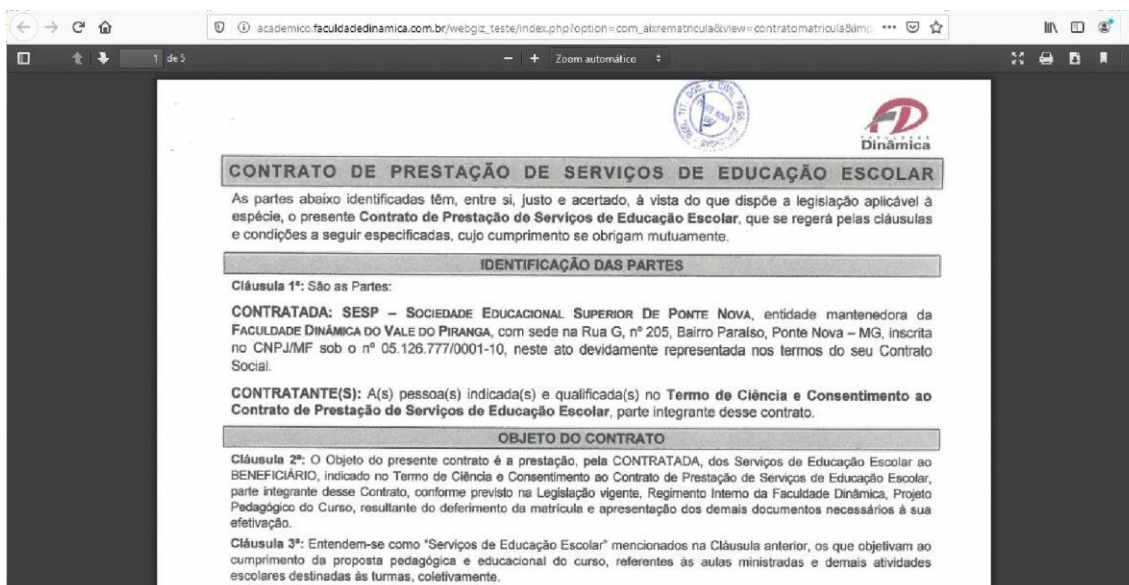 academico.faculdadedinamica.com.br/webgiz_teste/index.php?option=com_aixrematricula&view=contratomatricula&imp
1 de 5
Zoom automático
Dinâmica
CONTRATO DE PRESTAÇÃO DE SERVIÇOS DE EDUCAÇÃO ESCOLAR
As partes abaixo identificadas têm, entre si, justo e acertado, à vista do que dispõe a legislação aplicável à
espécie, o presente Contrato de Prestação de Serviços de Educação Escolar, que se regerá pelas cláusulas
e condições a seguir especificadas, cujo cumprimento se obrigam mutuamente.
IDENTIFICAÇÃO DAS PARTES
Cláusula 1ª: São as Partes:
CONTRATADA: SESP – SOCIEDADE EDUCACIONAL SUPERIOR DE PONTE NOVA, entidade mantenedora da
FACULDADE DINÂMICA DO VALE DO PIRANGA, com sede na Rua G, nº 205, Bairro Paraíso, Ponte Nova – MG, inscrita
no CNPJ/MF sob o nº 05.126.777/0001-10, neste ato devidamente representada nos termos do seu Contrato
Social.
CONTRATANTE(S): A(s) pessoa(s) indicada(s) e qualificada(s) no Termo de Ciência e Consentimento ao
Contrato de Prestação de Serviços de Educação Escolar, parte integrante desse contrato.
OBJETO DO CONTRATO
Cláusula 2ª: O Objeto do presente contrato é a prestação, pela CONTRATADA, dos Serviços de Educação Escolar ao
BENEFICIÁRIO, indicado no Termo de Ciência e Consentimento ao Contrato de Prestação de Serviços de Educação Escolar,
parte integrante desse Contrato, conforme previsto na Legislação vigente, Regimento Interno da Faculdade Dinâmica, Projeto
Pedagógico do Curso, resultante do deferimento da matrícula e apresentação dos demais documentos necessários à sua
efetivação.
Cláusula 3ª: Entendem-se como "Serviços de Educação Escolar" mencionados na Cláusula anterior, os que objetivam ao
cumprimento da proposta pedagógica e educacional do curso, referentes às aulas ministradas e demais atividades
escolares destinadas às turmas, coletivamente.